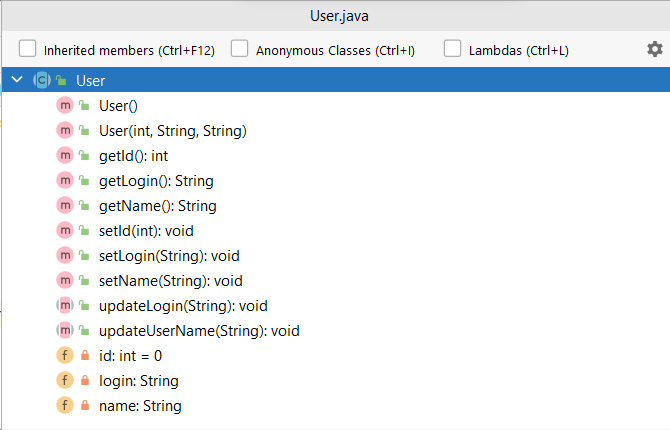 User.java
Inherited members (Ctrl+F12) Anonymous Classes (Ctrl+I) Lambdas (Ctrl+L)
C User
m User()
m User(int, String, String)
m getId(): int
m getLogin(): String
m getName(): String
m setId(int): void
m setLogin(String): void
m setName(String): void
m updateLogin(String): void
m updateUserName(String): void
f id: int = 0
f login: String
f name: String